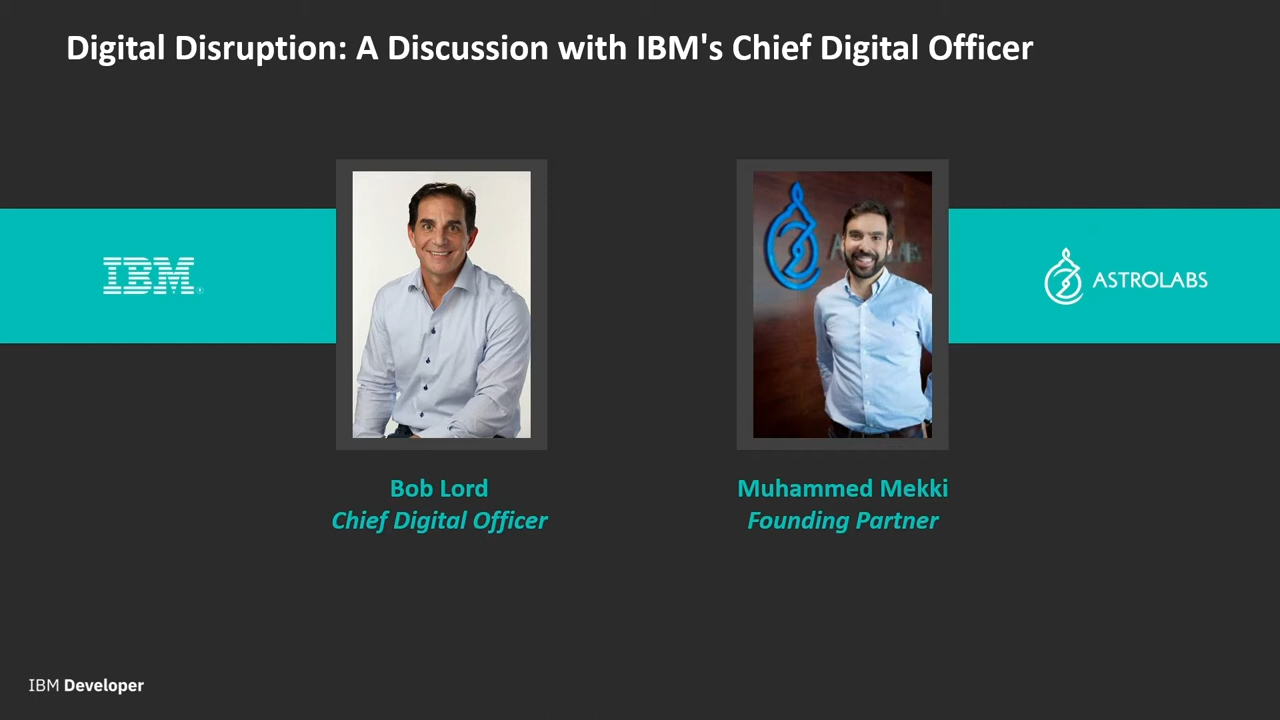 Digital Disruption: A Discussion with IBM's Chief Digital Officer
IBM
ASTROLABS
Bob Lord
Chief Digital Officer
Muhammed Mekki
Founding Partner
IBM Developer